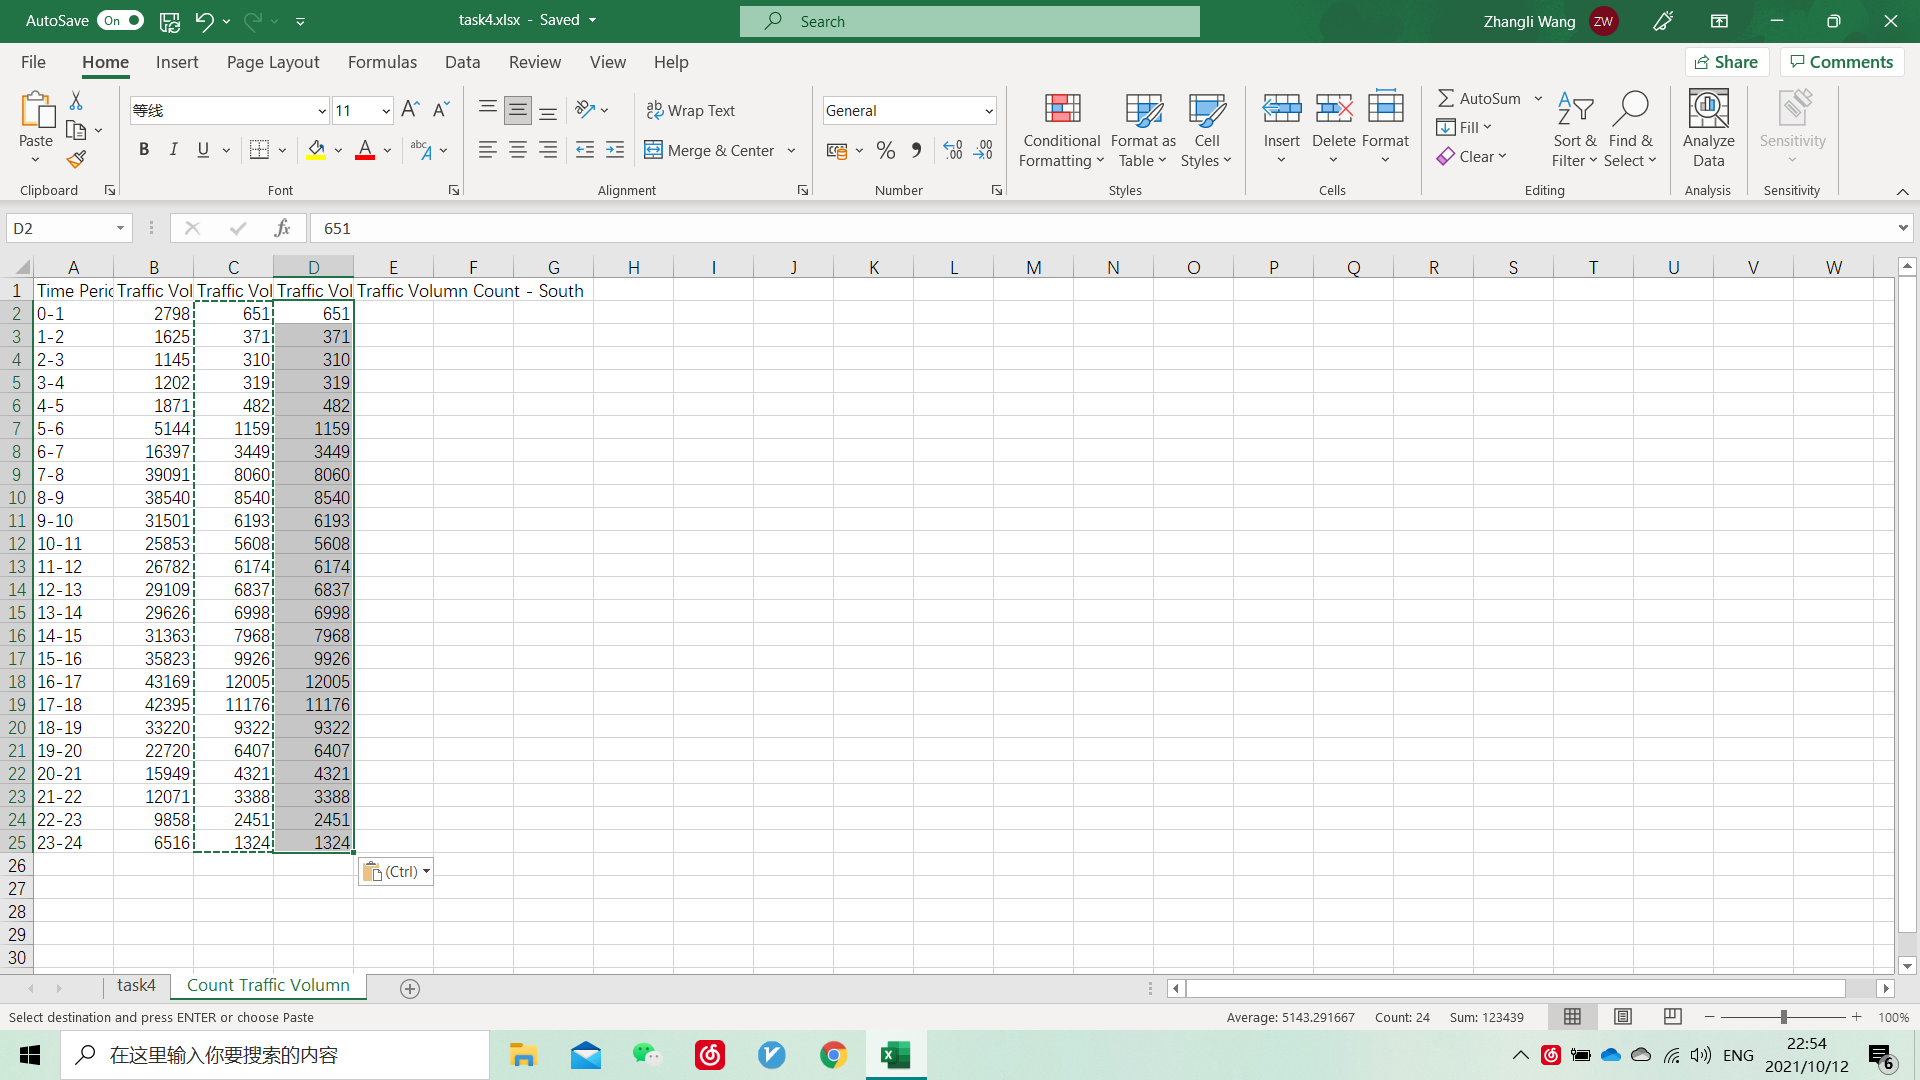 AutoSave On task4.xlsx - Saved Search Zhangli Wang ZW
File Home Insert Page Layout Formulas Data Review View Help Share Comments
等线 11 Wrap Text General AutoSum
Paste Conditional Format as Cell Insert Delete Format Fill Sort & Find & Analyze Sensitivity
B I U Merge & Center Formatting Table Styles Clear Filter Select Data
Clipboard Font Alignment Number Styles Cells Editing Analysis Sensitivity
D2 fx 651
A B C D E F G H I J K L M N O P Q R S T U V W
1 Time Peric Traffic Vol Traffic Vol Traffic Vol Traffic Volumn Count - South
2 0-1 2798 651 651
3 1-2 1625 371 371
4 2-3 1145 310 310
5 3-4 1202 319 319
6 4-5 1871 482 482
7 5-6 5144 1159 1159
8 6-7 16397 3449 3449
9 7-8 39091 8060 8060
10 8-9 38540 8540 8540
11 9-10 31501 6193 6193
12 10-11 25853 5608 5608
13 11-12 26782 6174 6174
14 12-13 29109 6837 6837
15 13-14 29626 6998 6998
16 14-15 31363 7968 7968
17 15-16 35823 9926 9926
18 16-17 43169 12005 12005
19 17-18 42395 11176 11176
20 18-19 33220 9322 9322
21 19-20 22720 6407 6407
22 20-21 15949 4321 4321
23 21-22 12071 3388 3388
24 22-23 9858 2451 2451
25 23-24 6516 1324 1324
26 (Ctrl)
27
28
29
30
task4 Count Traffic Volumn
Select destination and press ENTER or choose Paste Average: 5143.291667 Count: 24 Sum: 123439 100%
在这里输入你要搜索的内容 ENG 22:54
2021/10/12 6